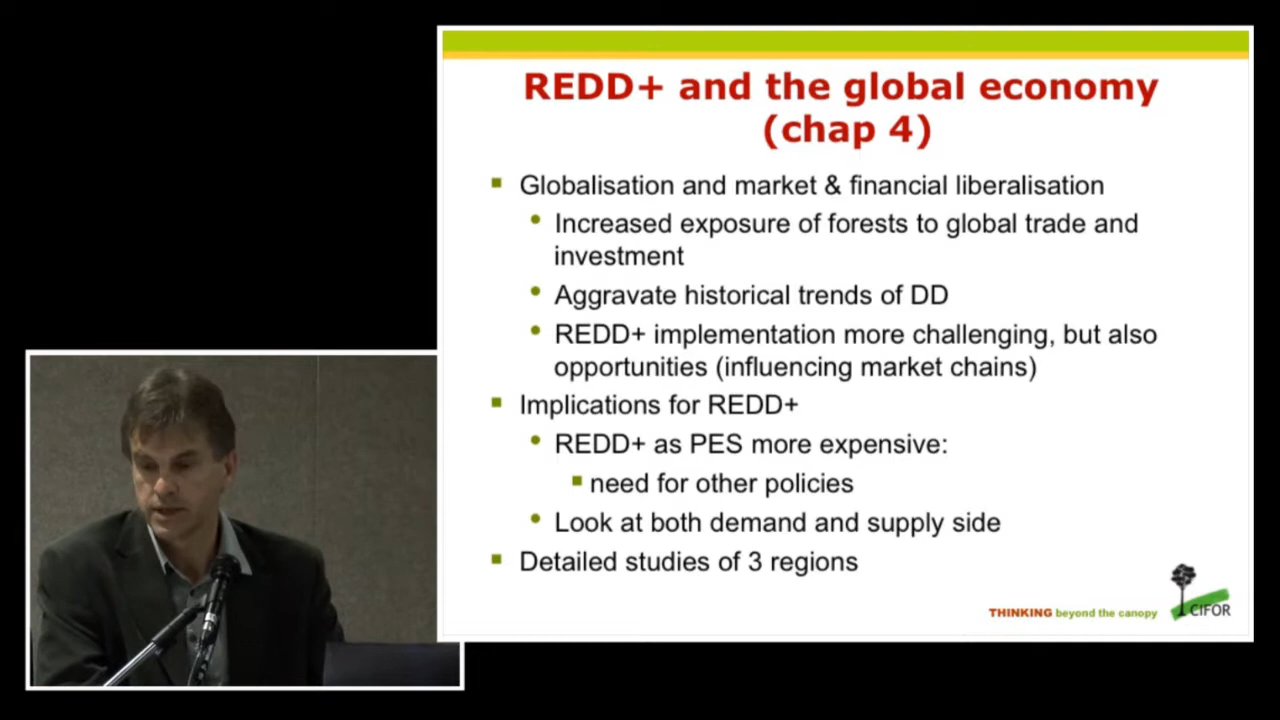 REDD+ and the global economy
(chap 4)
Globalisation and market & financial liberalisation
Increased exposure of forests to global trade and
investment
Aggravate historical trends of DD
REDD+ implementation more challenging, but also
opportunities (influencing market chains)
Implications for REDD+
REDD+ as PES more expensive:
need for other policies
Look at both demand and supply side
Detailed studies of 3 regions
THINKING beyond the canopy
CIFOR